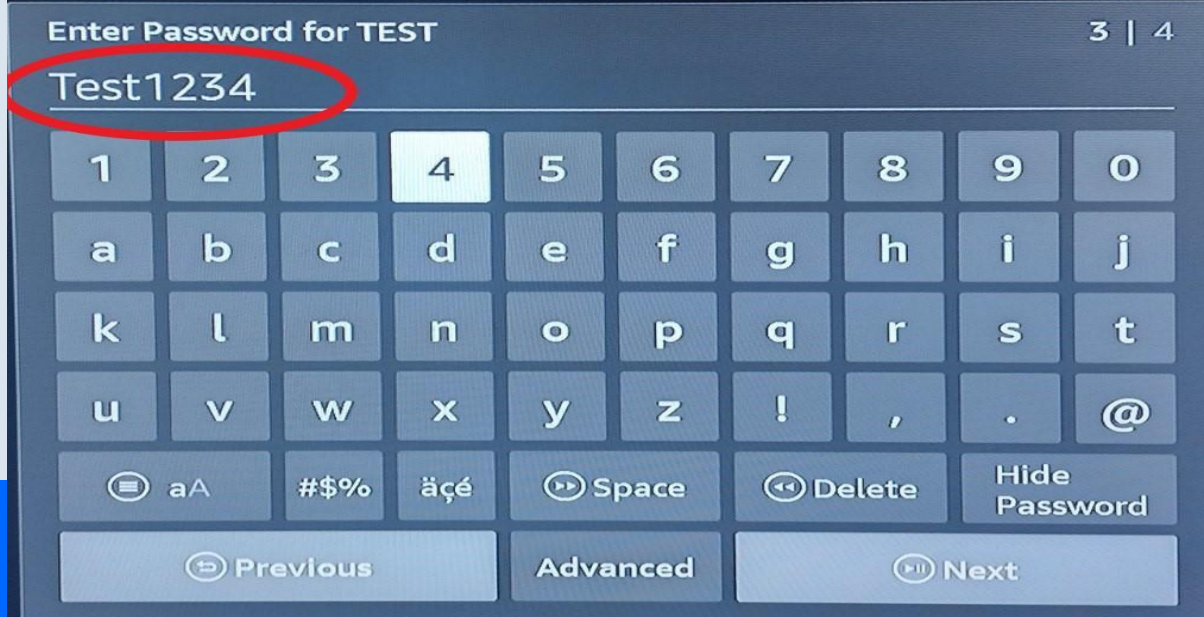 Enter Password for TEST 3 | 4
Test1234
1 2 3 4 5 6 7 8 9 0
a b c d e f g h i j
k l m n o p q r s t
u v w x y z ! , . @
aA #$% äçé Space Delete Hide Password
Previous Advanced Next